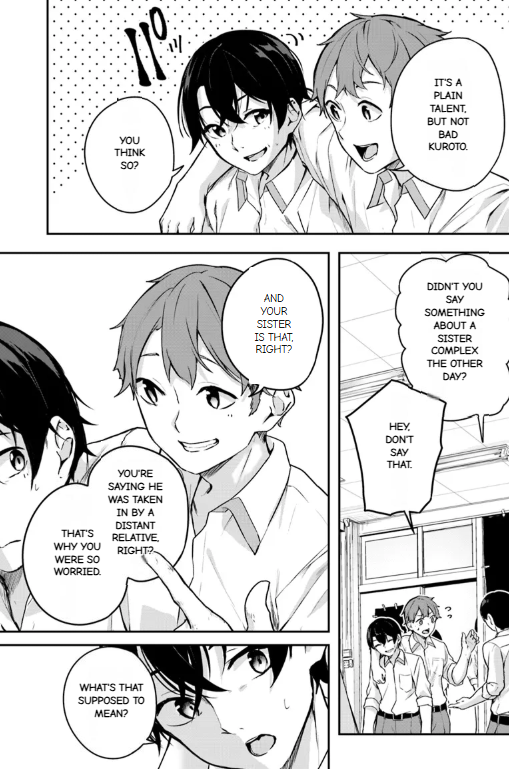 IT'S A
PLAIN
TALENT,
BUT NOT
BAD
KUROTO.
YOU
THINK
SO?
DIDN'T YOU
SAY
SOMETHING
ABOUT A
SISTER
COMPLEX
THE OTHER
DAY?
HEY,
DON'T
SAY
THAT.
AND
YOUR
SISTER
IS THAT,
RIGHT?
YOU'RE
SAYING HE
WAS TAKEN
IN BY A
DISTANT
RELATIVE,
RIGHT?
THAT'S
WHY YOU
WERE SO
WORRIED.
WHAT'S THAT
SUPPOSED TO
MEAN?